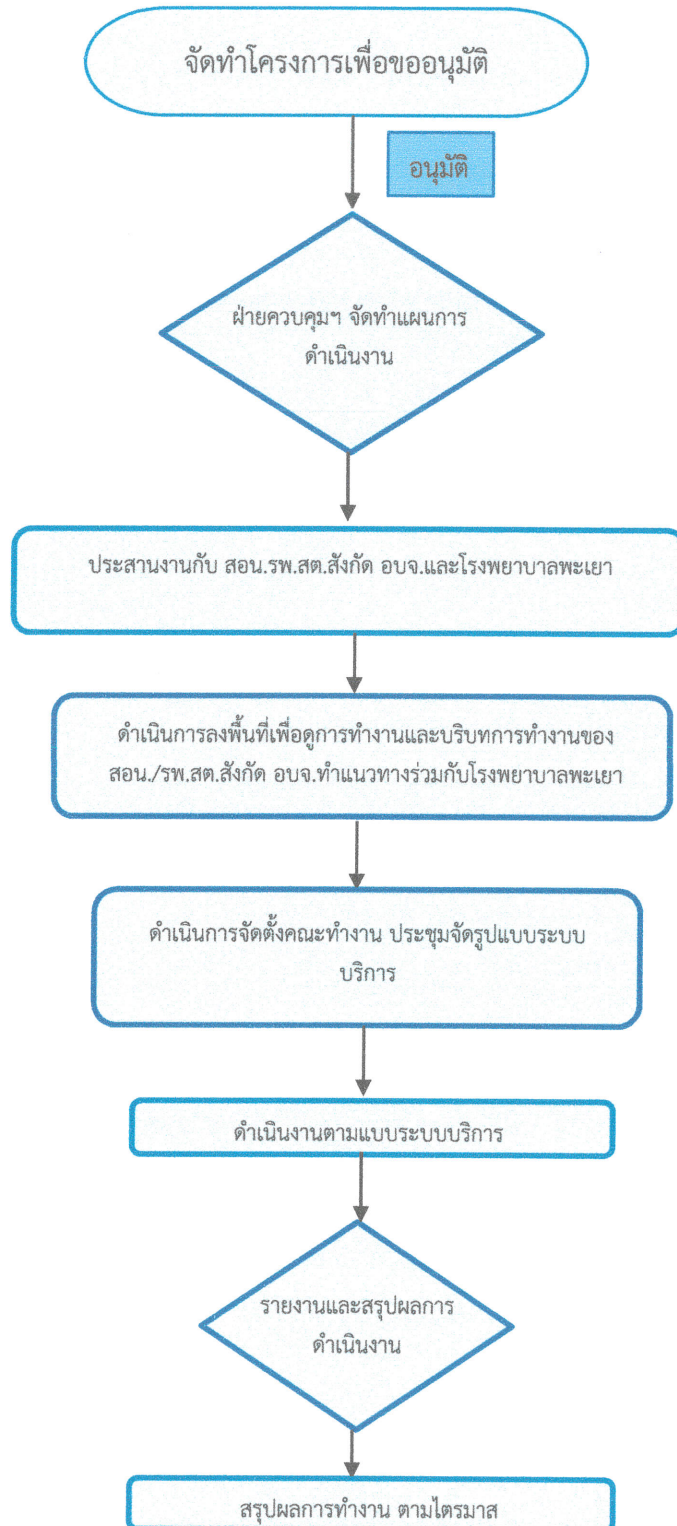 จัดทำโครงการเพื่อขออนุมัติ
อนุมัติ
ฝ่ายควบคุมฯ จัดทำแผนการ
ดำเนินงาน
ประสานงานกับ สอน.รพ.สต.สังกัด อบจ.และโรงพยาบาลพะเยา
ดำเนินการลงพื้นที่เพื่อดูการทำงานและบริบทการทำงานของ
สอน./รพ.สต.สังกัด อบจ.ทำแนวทางร่วมกับโรงพยาบาลพะเยา
ดำเนินการจัดตั้งคณะทำงาน ประชุมจัดรูปแบบระบบ
บริการ
ดำเนินงานตามแบบระบบบริการ
รายงานและสรุปผลการ
ดำเนินงาน
สรุปผลการทำงาน ตามไตรมาส